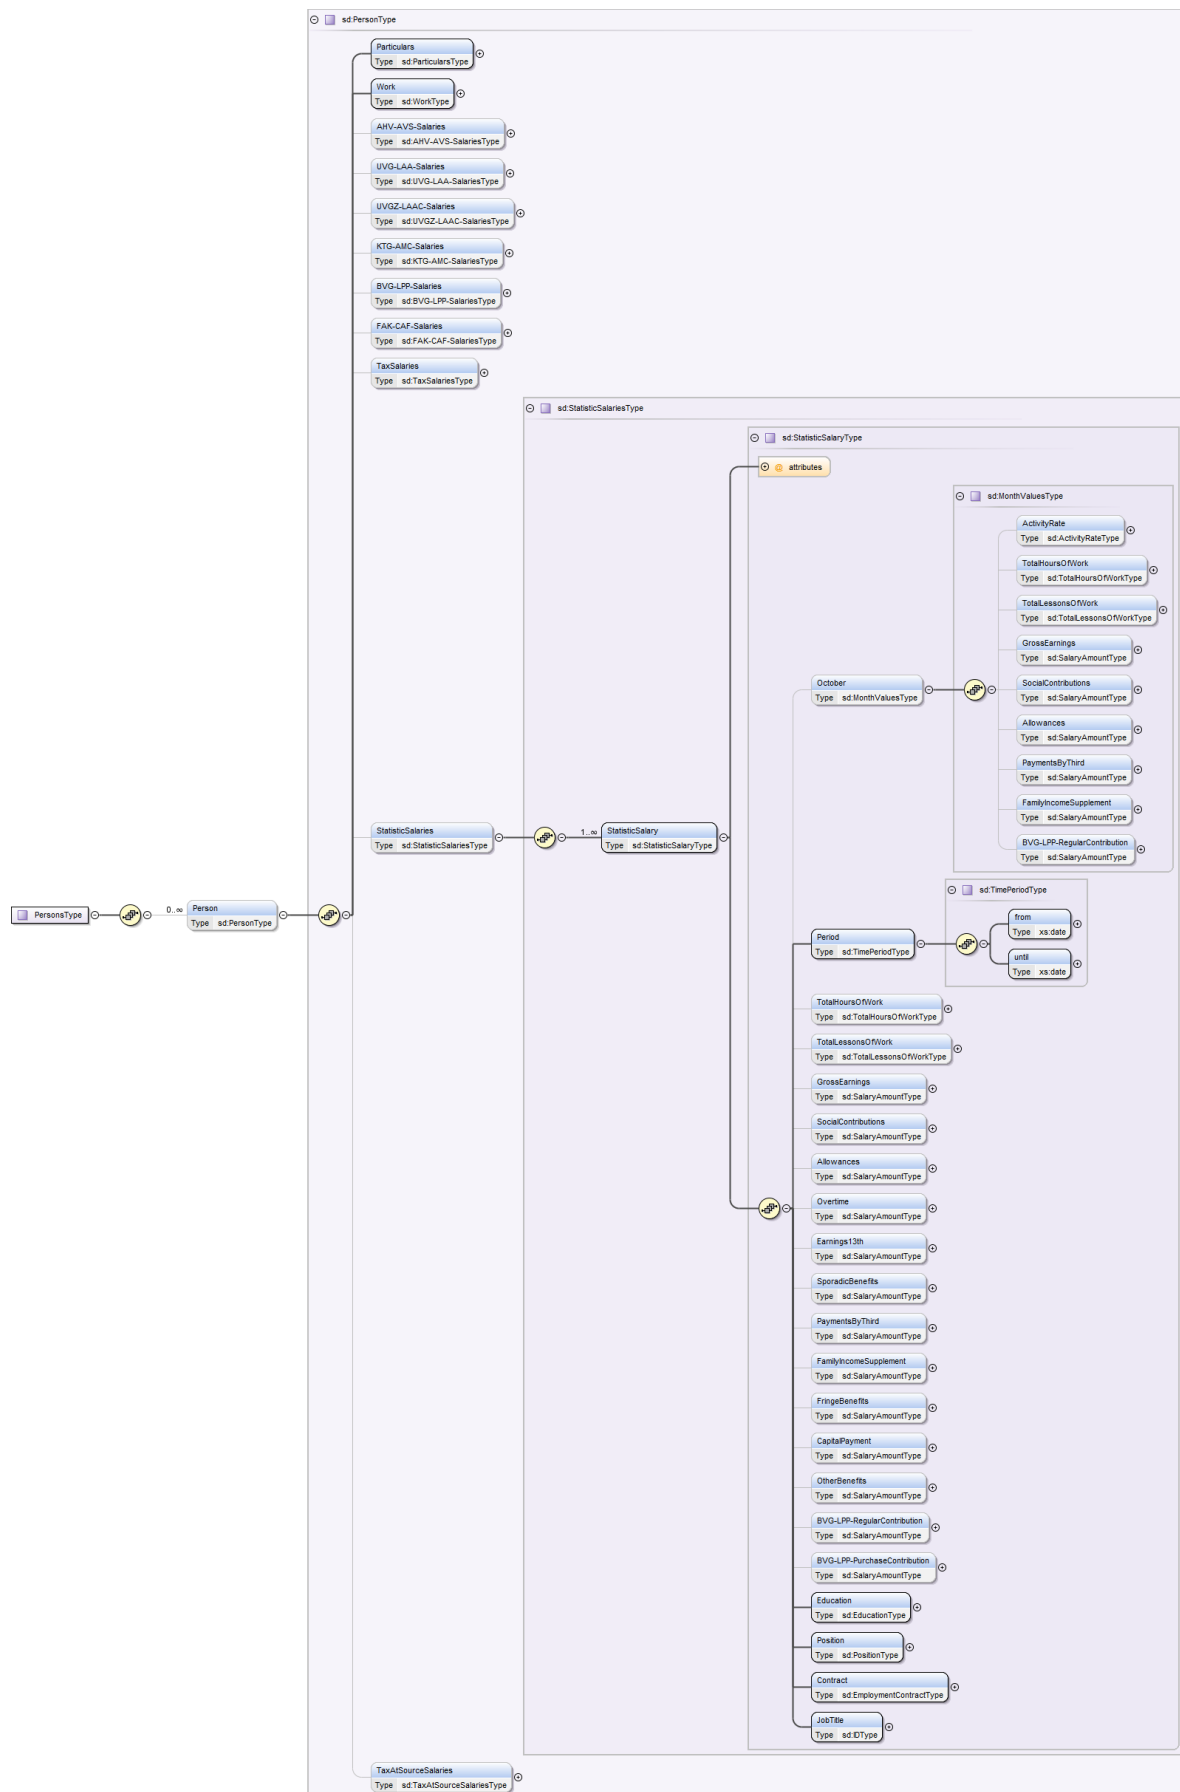 sd:PersonType
Particulars
Type sd:ParticularsType
Work
Type sd:WorkType
AHV-AVS-Salaries
Type sd:AHV-AVS-SalariesType
UVG-LAA-Salaries
Type sd:UVG-LAA-SalariesType
UVGZ-LAAC-Salaries
Type sd:UVGZ-LAAC-SalariesType
KTG-AMC-Salaries
Type sd:KTG-AMC-SalariesType
BVG-LPP-Salaries
Type sd:BVG-LPP-SalariesType
FAK-CAF-Salaries
Type sd:FAK-CAF-SalariesType
TaxSalaries
Type sd:TaxSalariesType
sd:StatisticSalariesType
sd:StatisticSalaryType
@ attributes
sd:MonthValuesType
ActivityRate
Type sd:ActivityRateType
TotalHoursOfWork
Type sd:TotalHoursOfWorkType
TotalLessonsOfWork
Type sd:TotalLessonsOfWorkType
GrossEarnings
Type sd:SalaryAmountType
October
Type sd:MonthValuesType
SocialContributions
Type sd:SalaryAmountType
Allowances
Type sd:SalaryAmountType
PaymentsByThird
Type sd:SalaryAmountType
FamilyIncomeSupplement
Type sd:SalaryAmountType
StatisticSalaries
Type sd:StatisticSalariesType
1..∞
StatisticSalary
Type sd:StatisticSalaryType
BVG-LPP-RegularContribution
Type sd:SalaryAmountType
sd:TimePeriodType
PersonsType
0..∞
Person
Type sd:PersonType
from
Type xs:date
Period
Type sd:TimePeriodType
until
Type xs:date
TotalHoursOfWork
Type sd:TotalHoursOfWorkType
TotalLessonsOfWork
Type sd:TotalLessonsOfWorkType
GrossEarnings
Type sd:SalaryAmountType
SocialContributions
Type sd:SalaryAmountType
Allowances
Type sd:SalaryAmountType
Overtime
Type sd:SalaryAmountType
Earnings13th
Type sd:SalaryAmountType
SporadicBenefits
Type sd:SalaryAmountType
PaymentsByThird
Type sd:SalaryAmountType
FamilyIncomeSupplement
Type sd:SalaryAmountType
FringeBenefits
Type sd:SalaryAmountType
CapitalPayment
Type sd:SalaryAmountType
OtherBenefits
Type sd:SalaryAmountType
BVG-LPP-RegularContribution
Type sd:SalaryAmountType
BVG-LPP-PurchaseContribution
Type sd:SalaryAmountType
Education
Type sd:EducationType
Position
Type sd:PositionType
Contract
Type sd:EmploymentContractType
JobTitle
Type sd:IDType
TaxAtSourceSalaries
Type sd:TaxAtSourceSalariesType